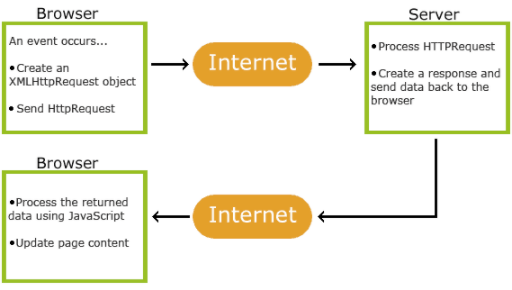 Browser
An event occurs...
•Create an
XMLHttpRequest object
•Send HttpRequest
Internet
Server
•Process HTTPRequest
•Create a response and
send data back to the
browser
Browser
•Process the returned
data using JavaScript
•Update page content
Internet